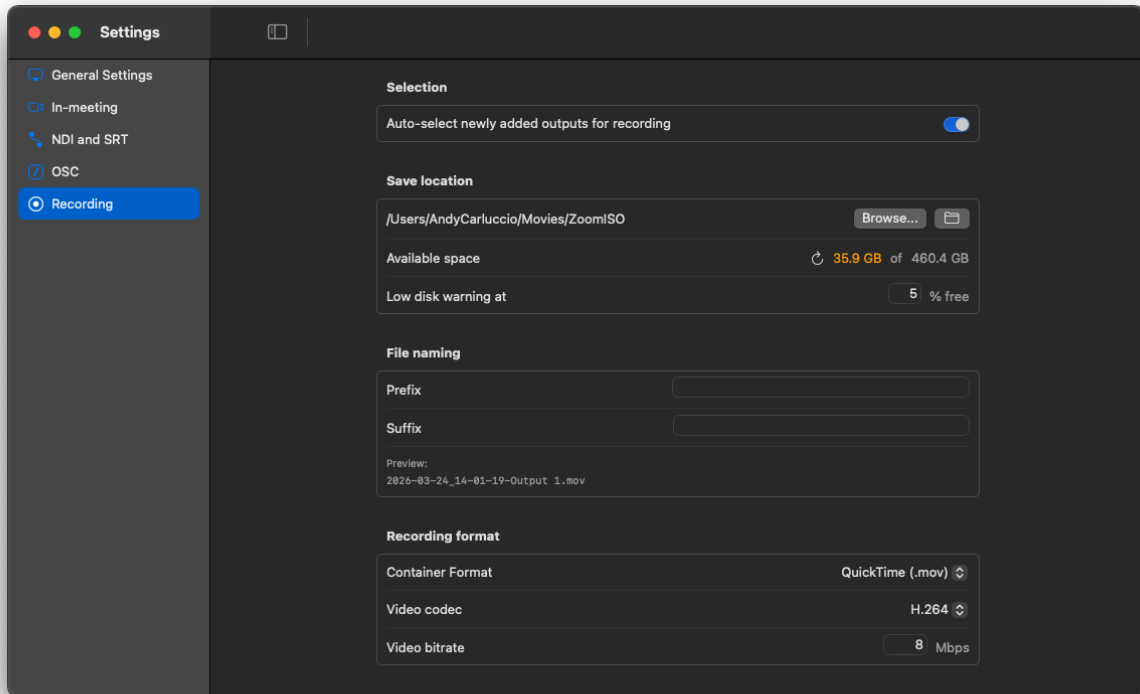 Settings
General Settings
In-meeting
NDI and SRT
OSC
Recording
Selection
Auto-select newly added outputs for recording
Save location
/Users/AndyCarluccio/Movies/ZoomISO Browse...
Available space 35.9 GB of 460.4 GB
Low disk warning at 5 % free
File naming
Prefix
Suffix
Preview:
2026-03-24_14-01-19-Output 1.mov
Recording format
Container Format QuickTime (.mov)
Video codec H.264
Video bitrate 8 Mbps